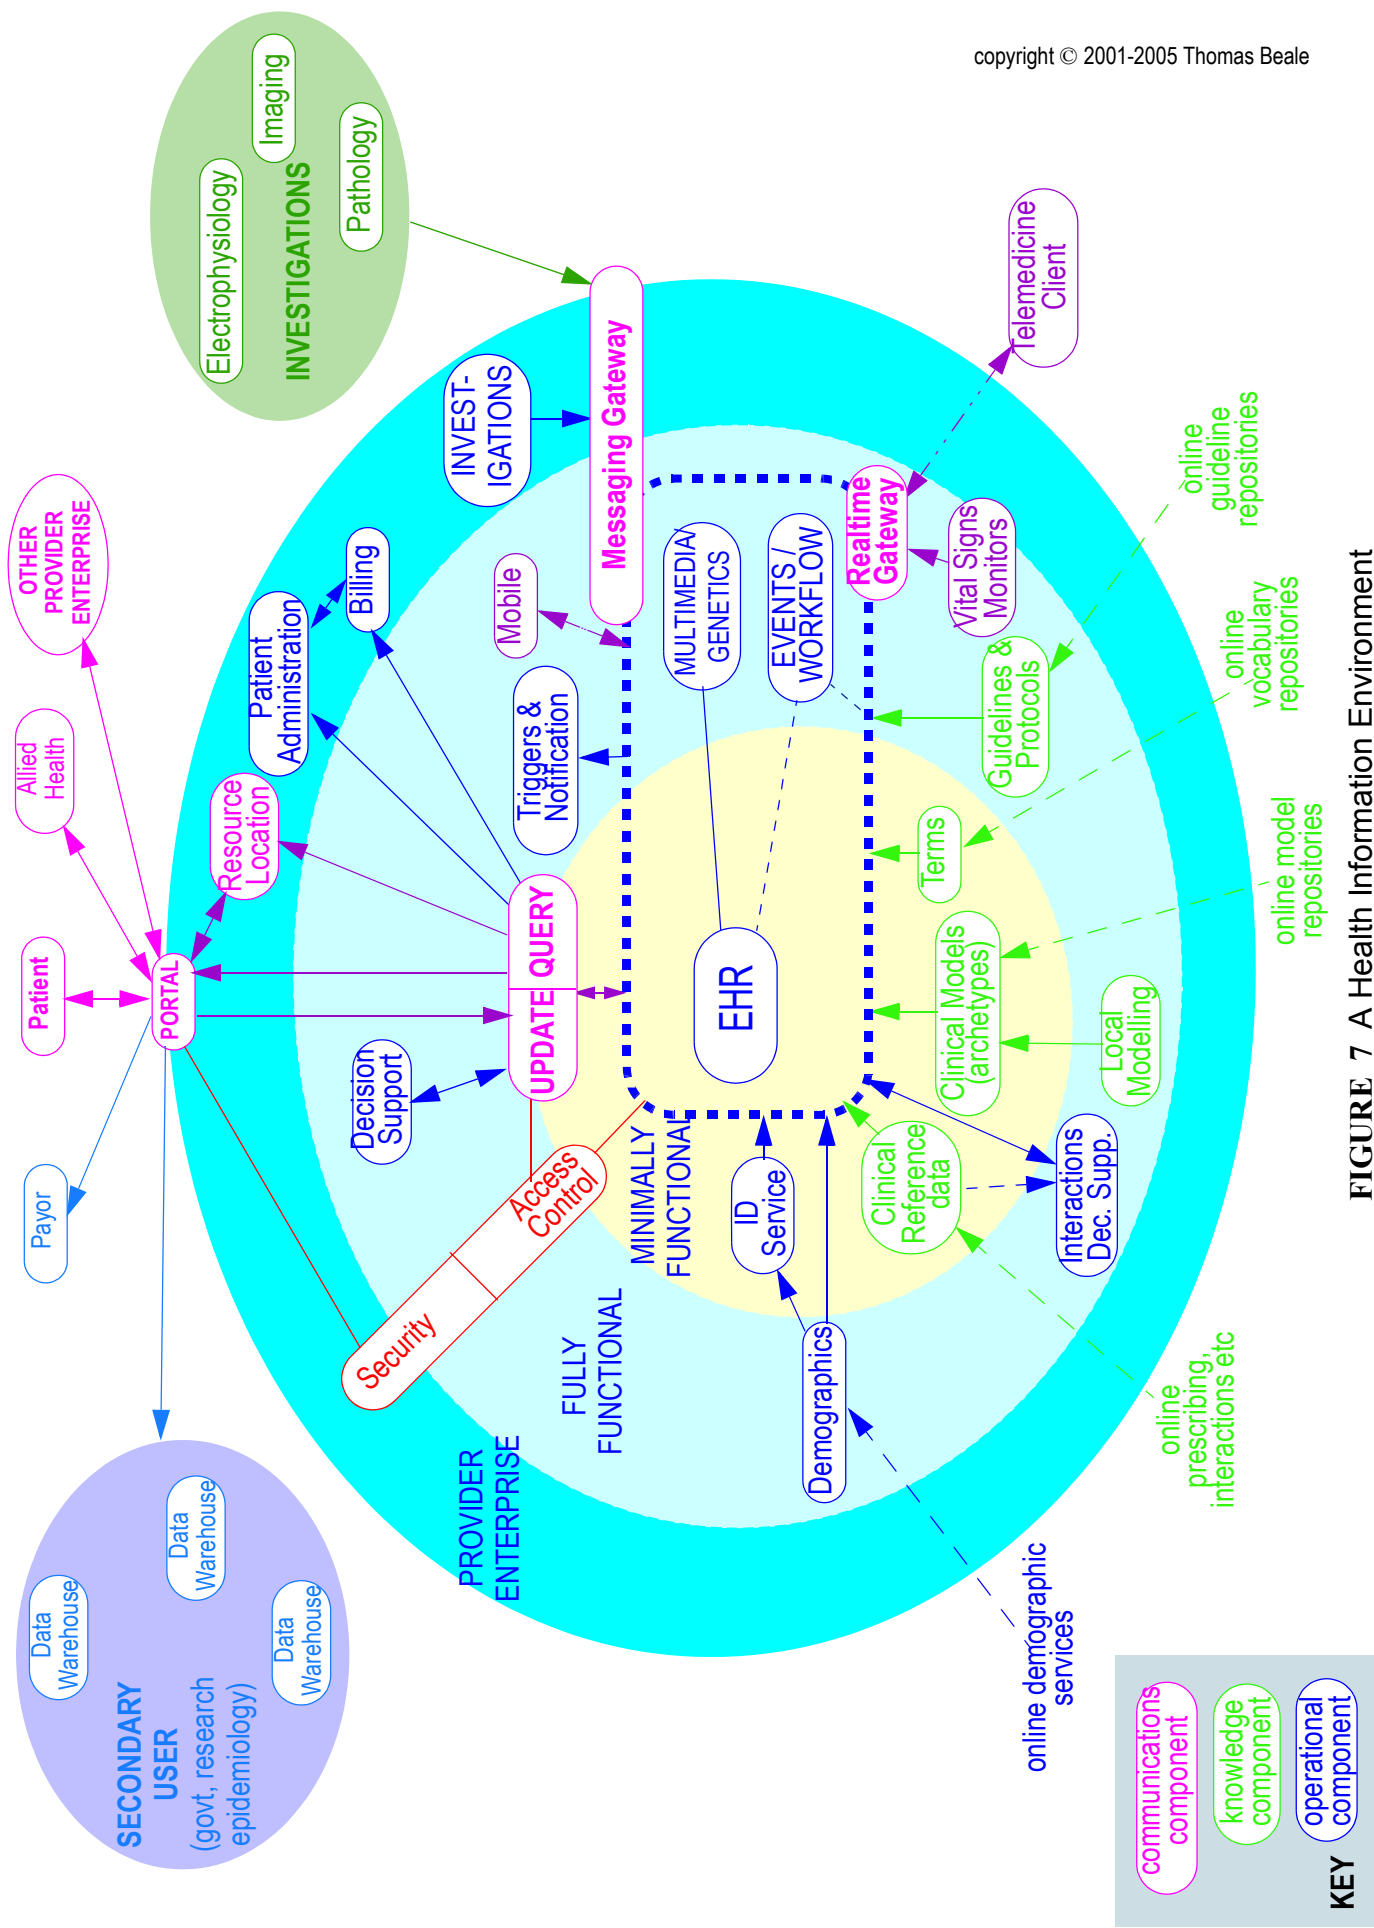 copyright © 2001-2005 Thomas Beale
SECONDARY
USER
(govt, research
epidemiology)
Data
Warehouse
Data
Warehouse
Data
Warehouse
Payor
Patient
Allied
Health
OTHER
PROVIDER
ENTERPRISE
Electrophysiology
Imaging
INVESTIGATIONS
Pathology
PORTAL
Resource
Location
Patient
Administration
Billing
INVEST-
IGATIONS
Messaging Gateway
PROVIDER
ENTERPRISE
FULLY
FUNCTIONAL
MINIMALLY
FUNCTIONAL
Security
Access
Control
Decision
Support
UPDATE
QUERY
Triggers &
Notification
Mobile
EHR
MULTIMEDIA/
GENETICS
EVENTS /
WORKFLOW
Realtime
Gateway
Vital Signs
Monitors
Telemedicine
Client
ID
Service
Demographics
Clinical
Reference
data
Interactions
Dec. Supp.
Clinical Models
(archetypes)
Local
Modelling
Terms
Guidelines &
Protocols
online demographic
services
online
prescribing,
interactions etc
online model
repositories
online
vocabulary
repositories
online
guideline
repositories
KEY
communications
component
knowledge
component
operational
component
FIGURE 7 A Health Information Environment